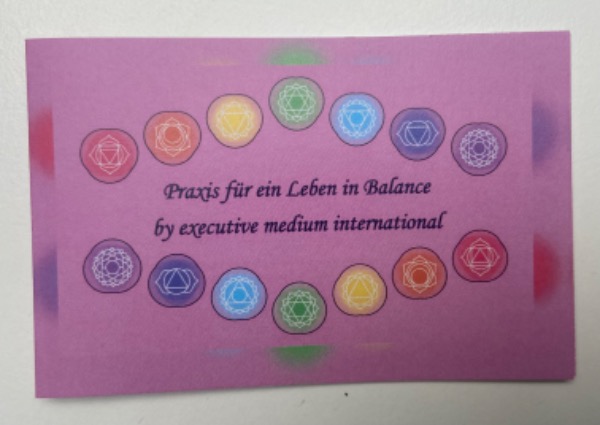 Praxis für ein Leben in Balance
by executive medium international